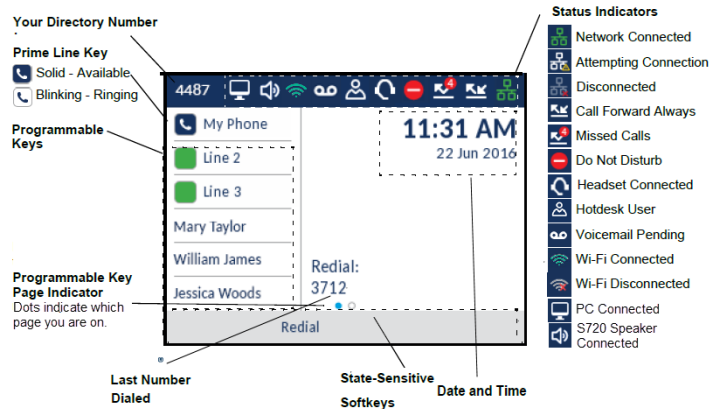 Your Directory Number
Prime Line Key
Solid - Available
Blinking - Ringing
Programmable
Keys
Programmable Key
Page Indicator
Dots indicate which
page you are on.
4487
4
My Phone
Line 2
Line 3
Mary Taylor
William James
Jessica Woods
11:31 AM
22 Jun 2016
Redial:
3712
Redial
Last Number
Dialed
State-Sensitive
Softkeys
Date and Time
Status Indicators
Network Connected
Attempting Connection
Disconnected
Call Forward Always
4
Missed Calls
Do Not Disturb
Headset Connected
Hotdesk User
Voicemail Pending
Wi-Fi Connected
Wi-Fi Disconnected
PC Connected
S720 Speaker
Connected